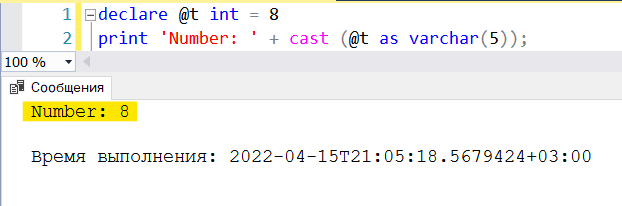 1 declare @t int = 8
2 print 'Number: ' + cast (@t as varchar(5));
100 %
Сообщения
Number: 8
Время выполнения: 2022-04-15T21:05:18.5679424+03:00